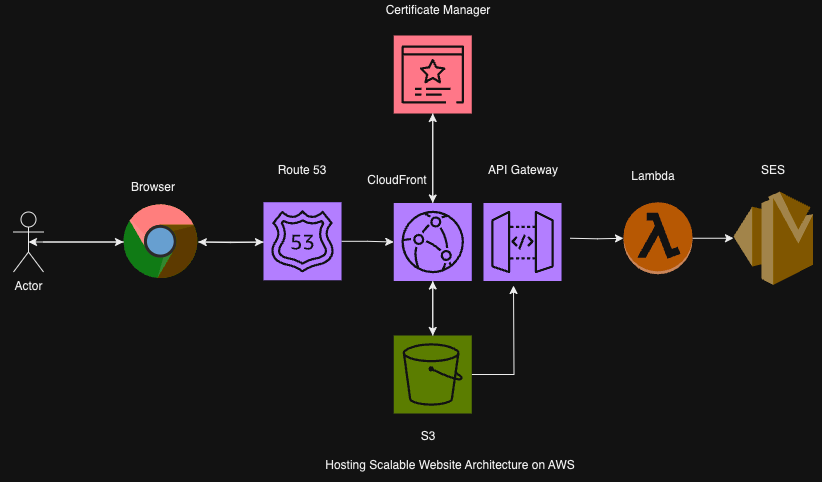 Certificate Manager
Route 53
API Gateway
CloudFront
Lambda
SES
Browser
53
</>
Actor
S3
Hosting Scalable Website Architecture on AWS